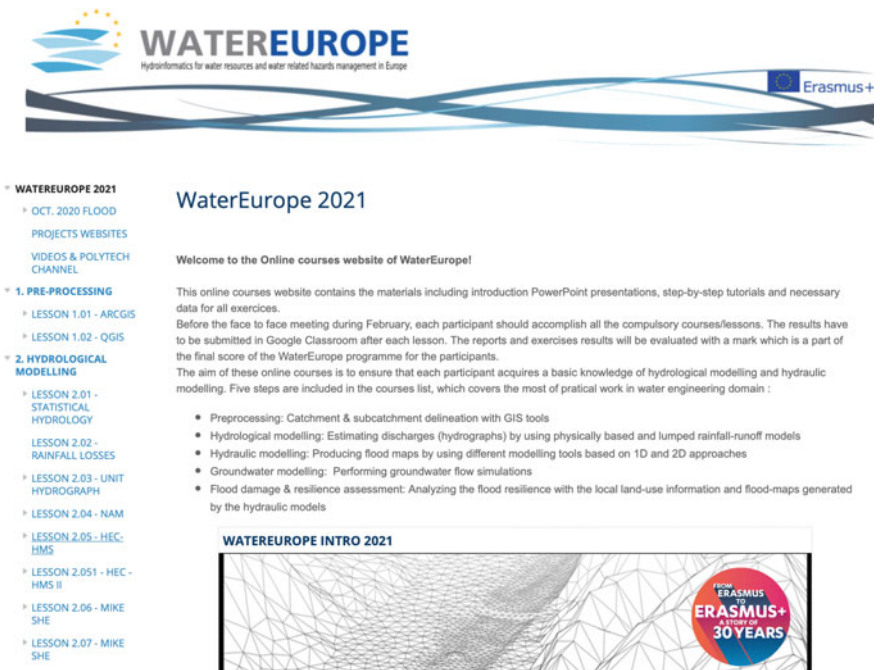 WATEREUROPE
Hydroinformatics for water resources and water related hazards management in Europe
Erasmus+
WATEREUROPE 2021
OCT. 2020 FLOOD
PROJECTS WEBSITES
VIDEOS & POLYTECH
CHANNEL
1. PRE-PROCESSING
LESSON 1.01 - ARCGIS
LESSON 1.02 - QGIS
2. HYDROLOGICAL
MODELLING
LESSON 2.01 -
STATISTICAL
HYDROLOGY
LESSON 2.02 -
RAINFALL LOSSES
LESSON 2.03 - UNIT
HYDROGRAPH
LESSON 2.04 - NAM
LESSON 2.05 - HEC-
HMS
LESSON 2.051 - HEC -
HMS II
LESSON 2.06 - MIKE
SHE
LESSON 2.07 - MIKE
SHE
WaterEurope 2021
Welcome to the Online courses website of WaterEurope!
This online courses website contains the materials including introduction PowerPoint presentations, step-by-step tutorials and necessary
data for all exercices.
Before the face to face meeting during February, each participant should accomplish all the compulsory courses/lessons. The results have
to be submitted in Google Classroom after each lesson. The reports and exercises results will be evaluated with a mark which is a part of
the final score of the WaterEurope programme for the participants.
The aim of these online courses is to ensure that each participant acquires a basic knowledge of hydrological modelling and hydraulic
modelling. Five steps are included in the courses list, which covers the most of pratical work in water engineering domain :
• Preprocessing: Catchment & subcatchment delineation with GIS tools
• Hydrological modelling: Estimating discharges (hydrographs) by using physically based and lumped rainfall-runoff models
• Hydraulic modelling: Producing flood maps by using different modelling tools based on 1D and 2D approaches
• Groundwater modelling: Performing groundwater flow simulations
• Flood damage & resilience assessment: Analyzing the flood resilience with the local land-use information and flood-maps generated
by the hydraulic models
WATEREUROPE INTRO 2021
FROM
ERASMUS
TO
ERASMUS+
A STORY OF
30 YEARS